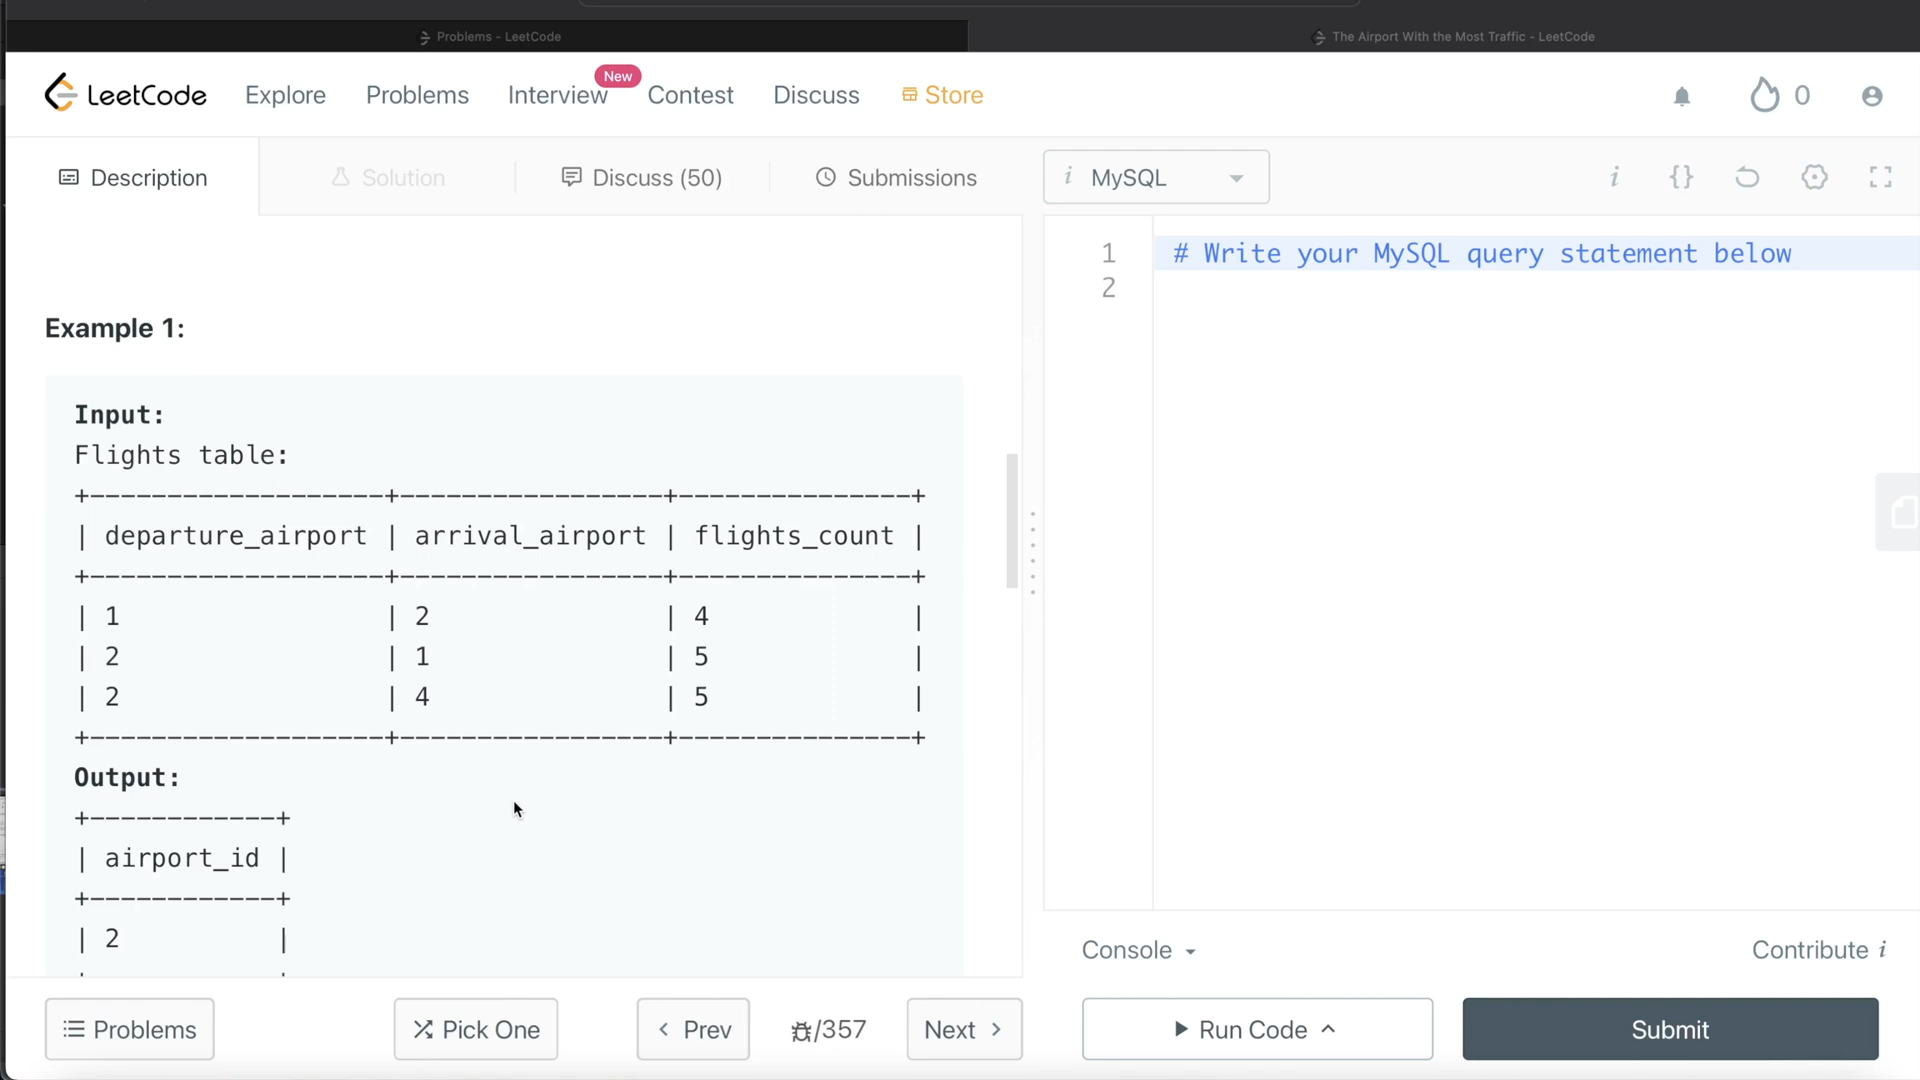 Problems - LeetCode
The Airport With the Most Traffic - LeetCode
LeetCode Explore Problems Interview New Contest Discuss Store 0
Description Solution Discuss (50) Submissions
i MySQL i {}
1 # Write your MySQL query statement below
2
Example 1:
Input:
Flights table:
+-------------------+-----------------+---------------+
| departure_airport | arrival_airport | flights_count |
+-------------------+-----------------+---------------+
| 1                 | 2               | 4             |
| 2                 | 1               | 5             |
| 2                 | 4               | 5             |
+-------------------+-----------------+---------------+
Output:
+------------+
| airport_id |
+------------+
| 2          |
Console Contribute i
Problems Pick One < Prev /357 Next > Run Code Submit